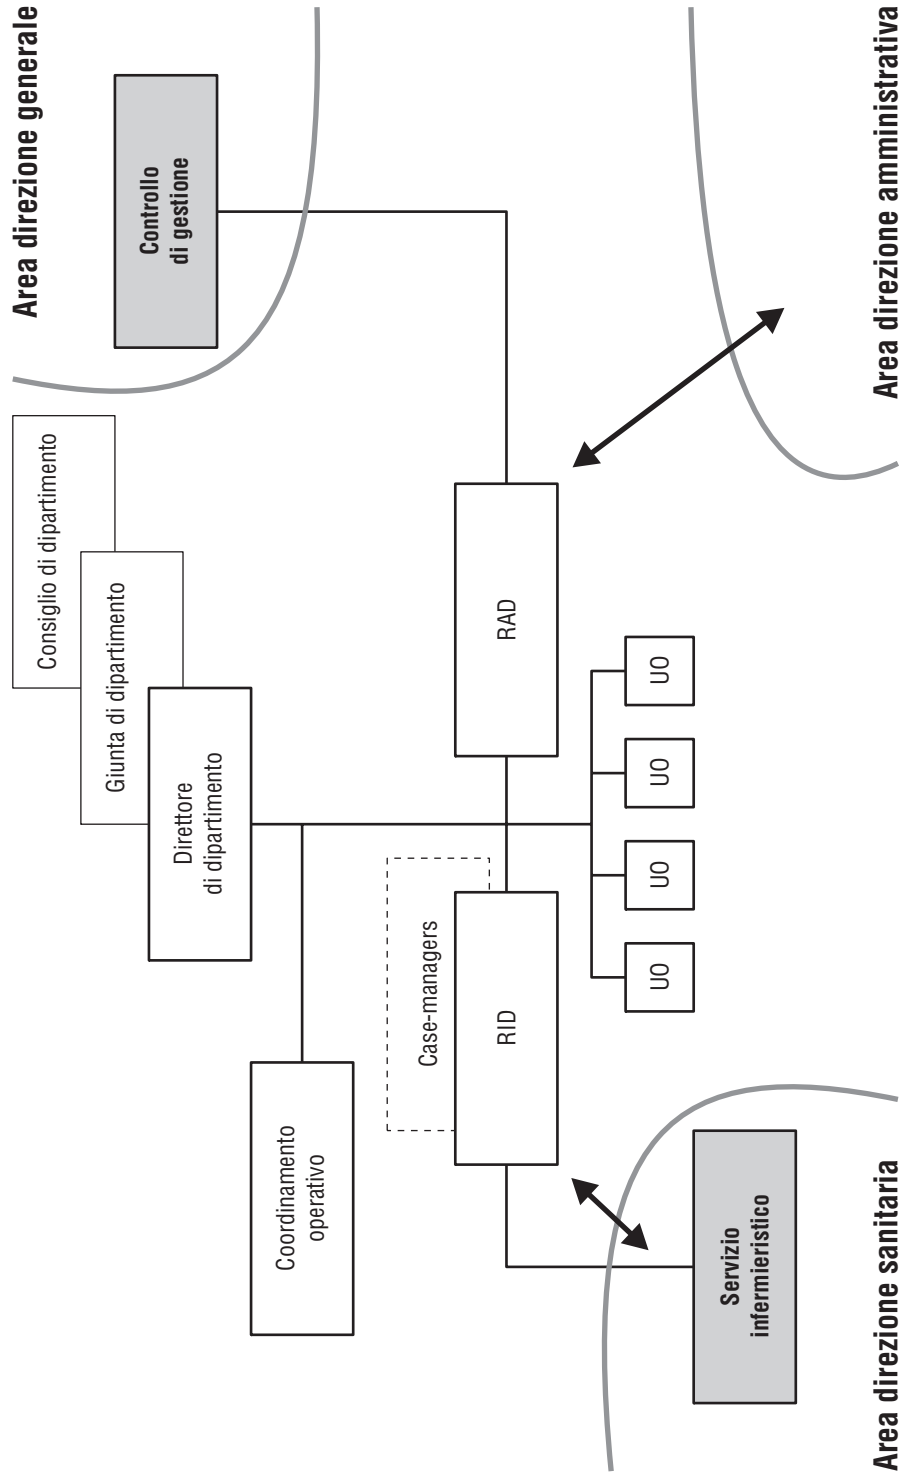 Area direzione generale
Controllo
di gestione
Consiglio di dipartimento
Giunta di dipartimento
Direttore
di dipartimento
Coordinamento
operativo
Case-managers
RID
RAD
UO
UO
UO
UO
Servizio
infermieristico
Area direzione sanitaria
Area direzione amministrativa